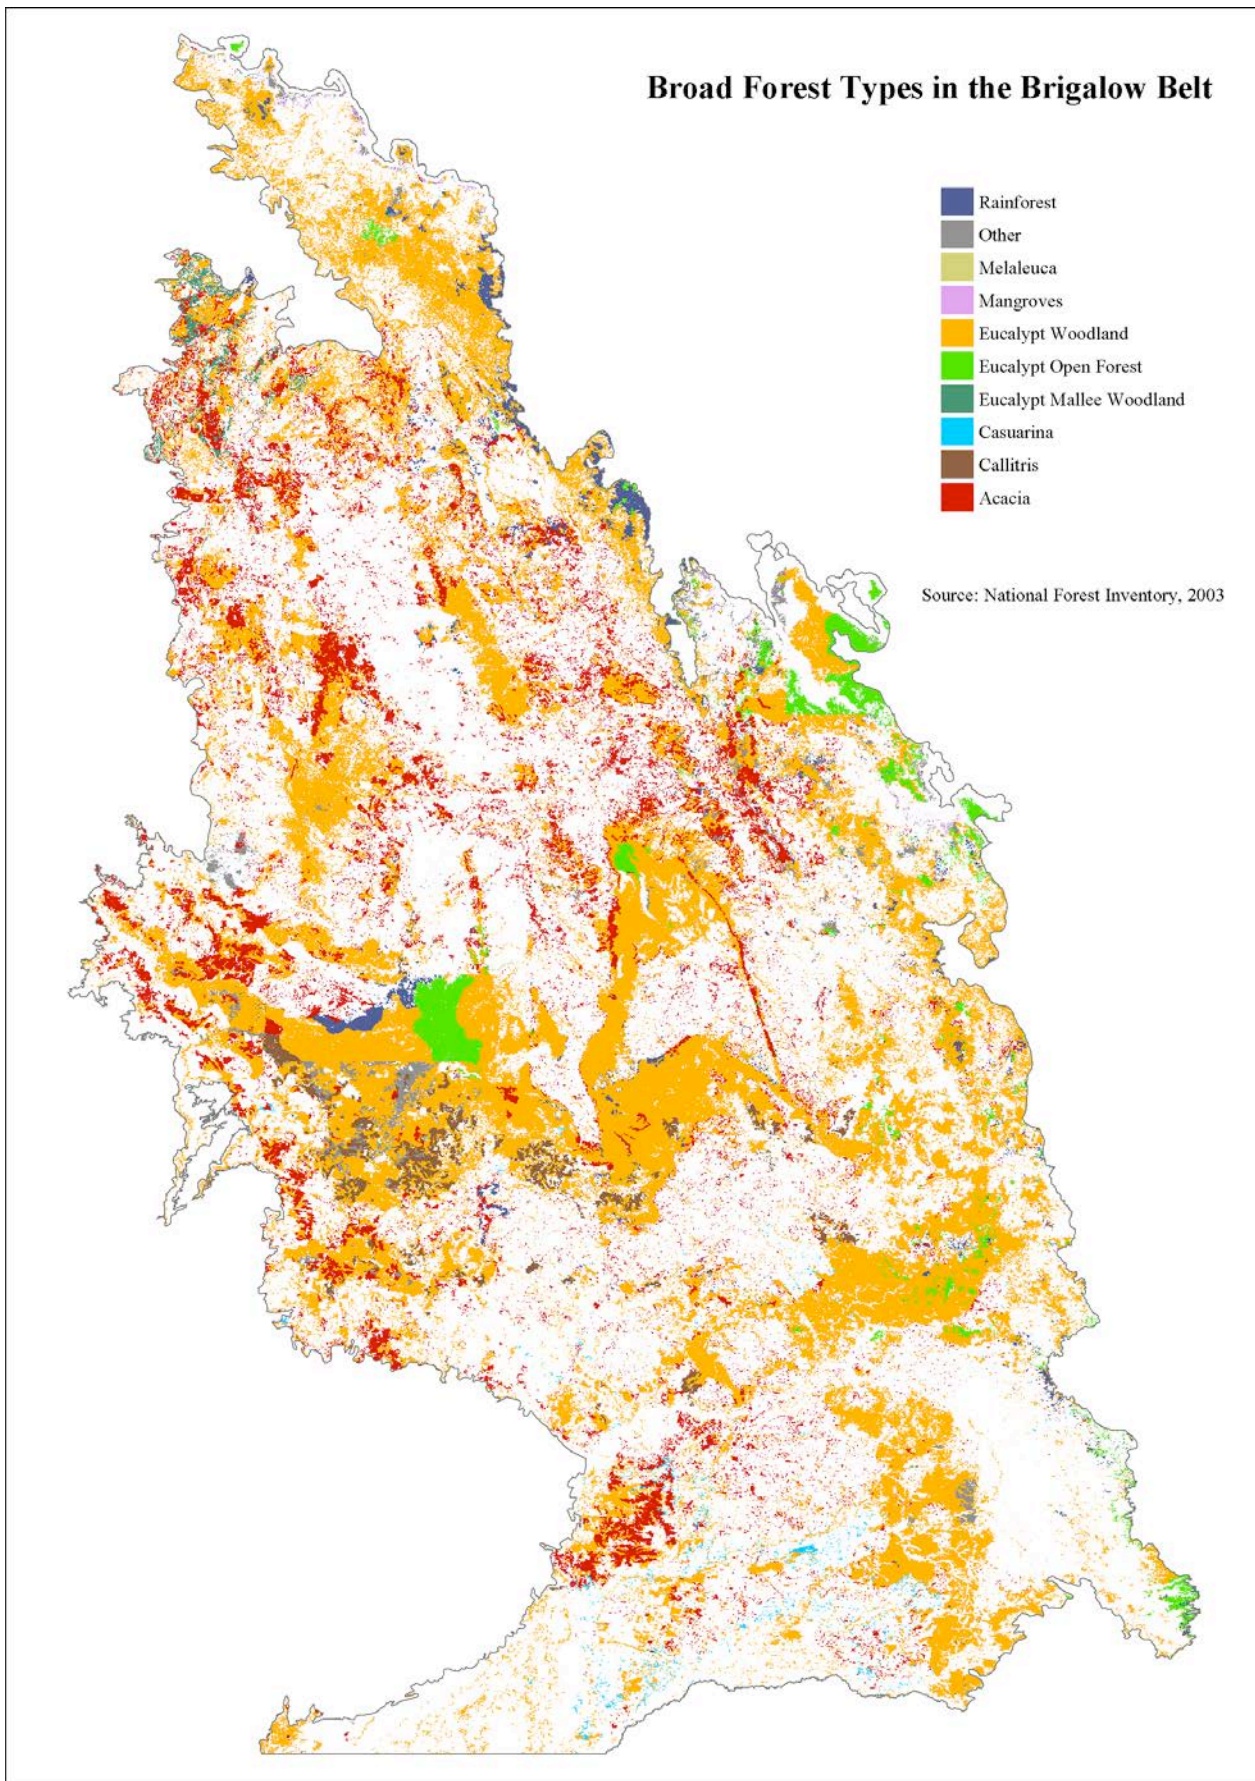 Broad Forest Types in the Brigalow Belt
Rainforest
Other
Melaleuca
Mangroves
Eucalypt Woodland
Eucalypt Open Forest
Eucalypt Mallee Woodland
Casuarina
Callitris
Acacia
Source: National Forest Inventory, 2003